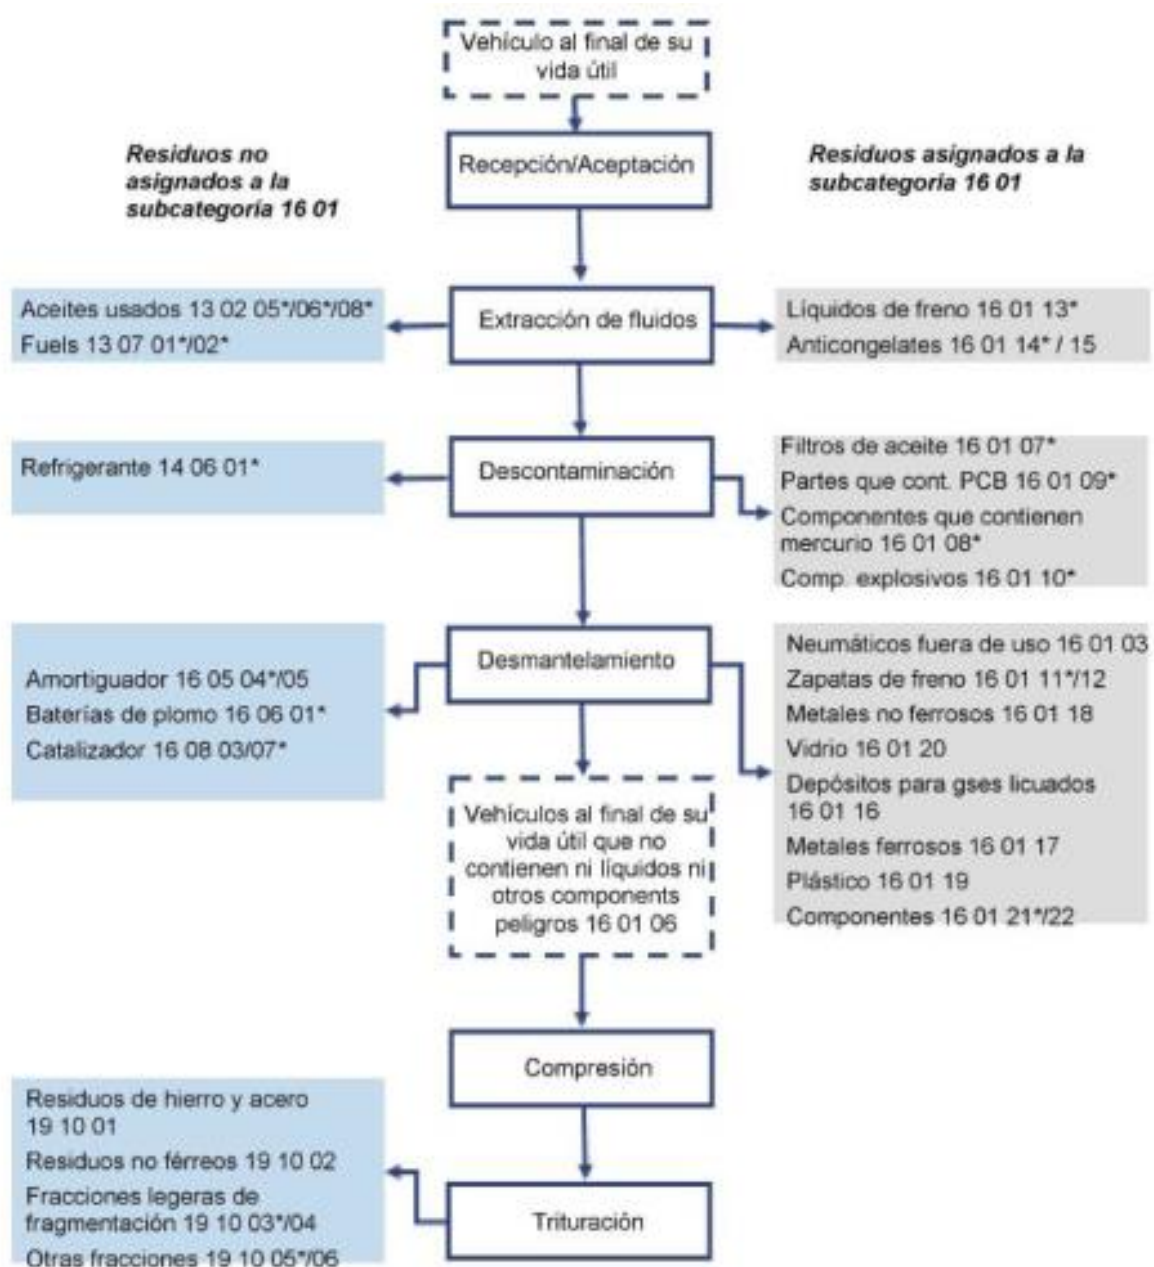 Vehículo al final de su
vida útil
Residuos no
asignados a la
subcategoría 16 01
Recepción/Aceptación
Residuos asignados a la
subcategoría 16 01
Aceites usados 13 02 05*/06*/08*
Fuels 13 07 01*/02*
Extracción de fluidos
Líquidos de freno 16 01 13*
Anticongelates 16 01 14* / 15
Refrigerante 14 06 01*
Descontaminación
Filtros de aceite 16 01 07*
Partes que cont. PCB 16 01 09*
Componentes que contienen
mercurio 16 01 08*
Comp. explosivos 16 01 10*
Amortiguador 16 05 04*/05
Baterías de plomo 16 06 01*
Catalizador 16 08 03/07*
Desmantelamiento
Neumáticos fuera de uso 16 01 03
Zapatas de freno 16 01 11*/12
Metales no ferrosos 16 01 18
Vidrio 16 01 20
Depósitos para gses licuados
16 01 16
Metales ferrosos 16 01 17
Plástico 16 01 19
Componentes 16 01 21*/22
Vehículos al final de su
vida útil que no
contienen ni líquidos ni
otros components
peligros 16 01 06
Compresión
Residuos de hierro y acero
19 10 01
Residuos no férreos 19 10 02
Fracciones legeras de
fragmentación 19 10 03*/04
Otras fracciones 19 10 05*/06
Trituración